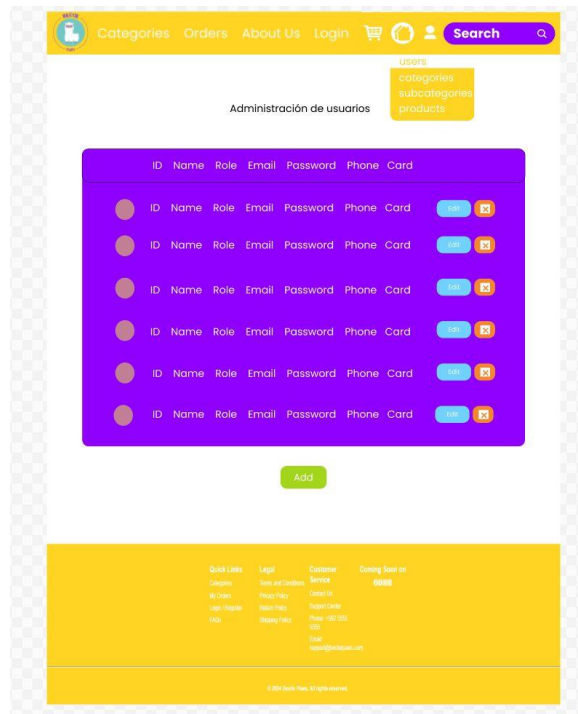 Categories Orders About Us Login Search
users
categories
subcategories
products
Administración de usuarios
ID Name Role Email Password Phone Card
ID Name Role Email Password Phone Card Edit
ID Name Role Email Password Phone Card Edit
ID Name Role Email Password Phone Card Edit
ID Name Role Email Password Phone Card Edit
ID Name Role Email Password Phone Card Edit
ID Name Role Email Password Phone Card Edit
Add
Quick Links
Categories
My Orders
FAQs
Legal
Terms and Conditions
Privacy Policy
Return Policy
Shipping Policy
Customer
Service
Contact Us
Support Center
Email
Coming Soon on